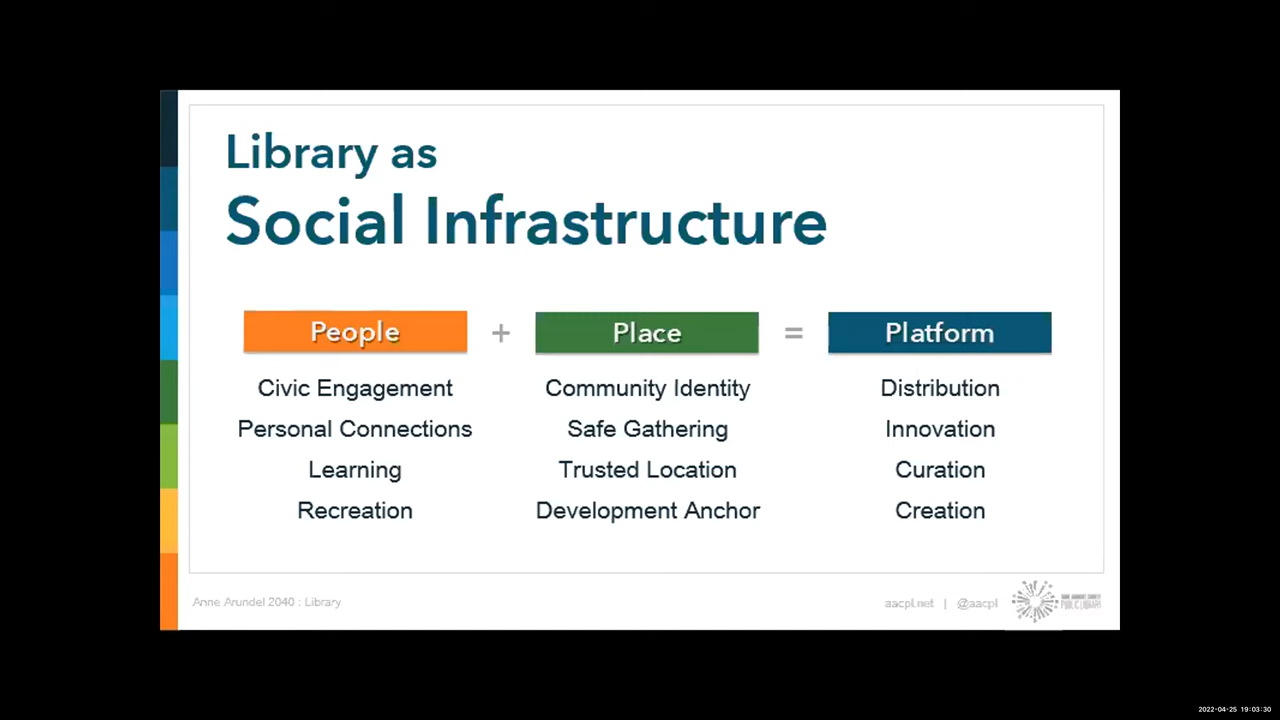 Library as
Social Infrastructure
People + Place = Platform
Civic Engagement Community Identity Distribution
Personal Connections Safe Gathering Innovation
Learning Trusted Location Curation
Recreation Development Anchor Creation
Anne Arundel 2040 : Library
aacpl.net | @aacpl
PUBLIC LIBRARY
2022-04-25 19:03:30